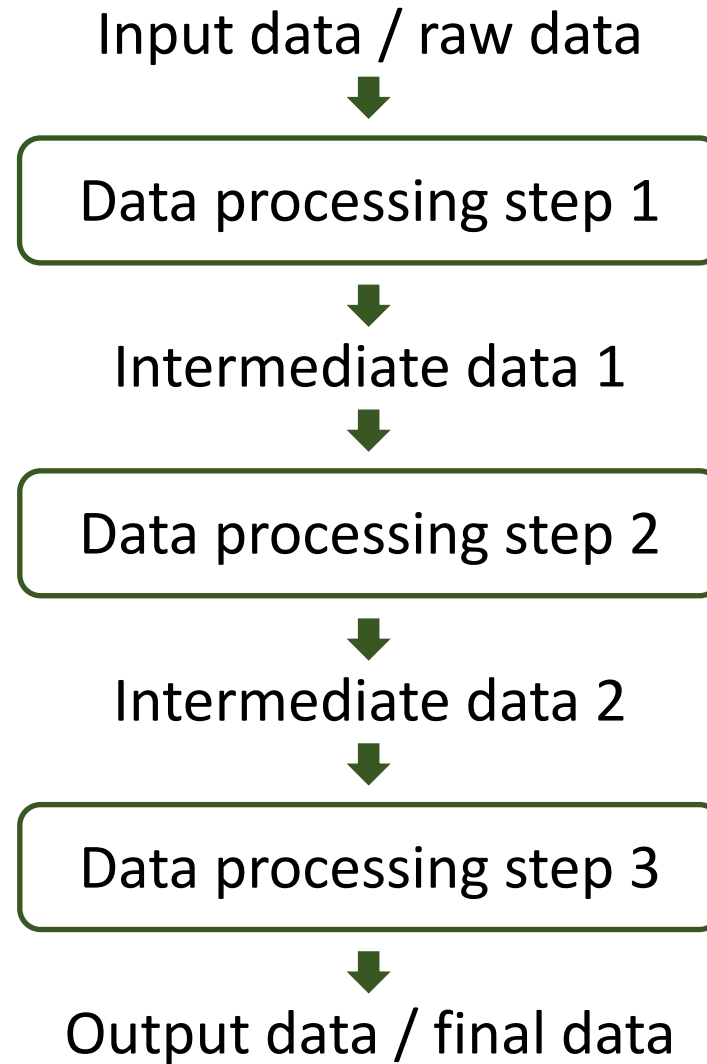 Input data / raw data
Data processing step 1
Intermediate data 1
Data processing step 2
Intermediate data 2
Data processing step 3
Output data / final data